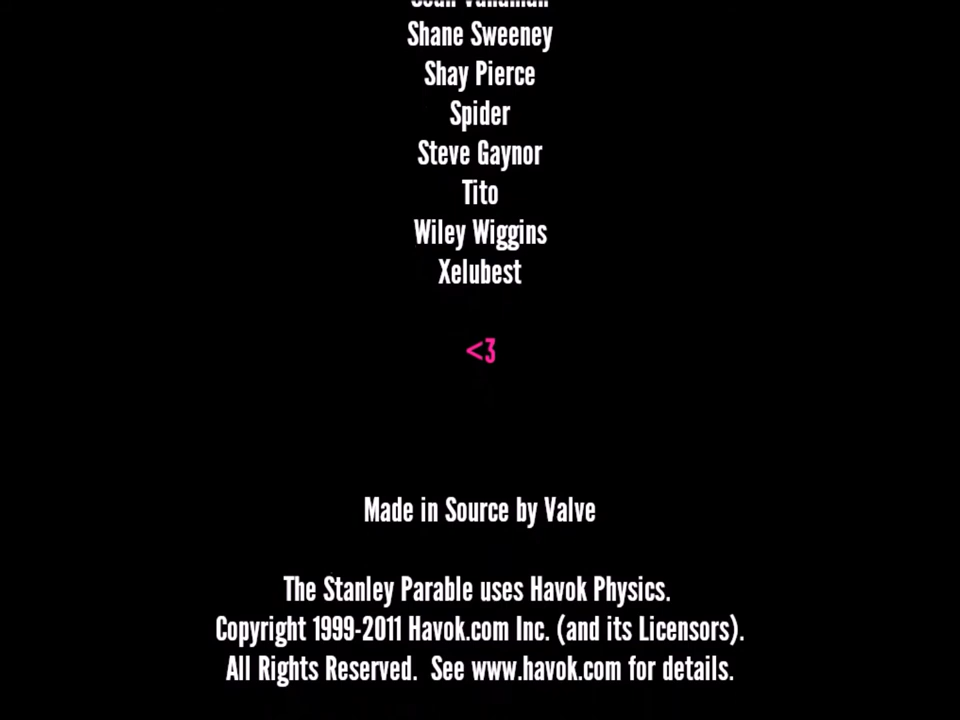 Shane Sweeney
Shay Pierce
Spider
Steve Gaynor
Tito
Wiley Wiggins
Xelubest
<3
Made in Source by Valve
The Stanley Parable uses Havok Physics.
Copyright 1999-2011 Havok.com Inc. (and its Licensors).
All Rights Reserved.  See www.havok.com for details.